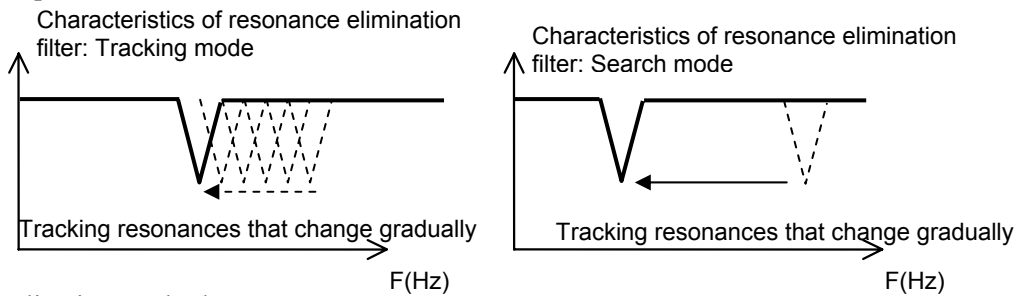 Characteristics of resonance elimination
filter: Tracking mode
Tracking resonances that change gradually
F(Hz)
Characteristics of resonance elimination
filter: Search mode
Tracking resonances that change gradually
F(Hz)